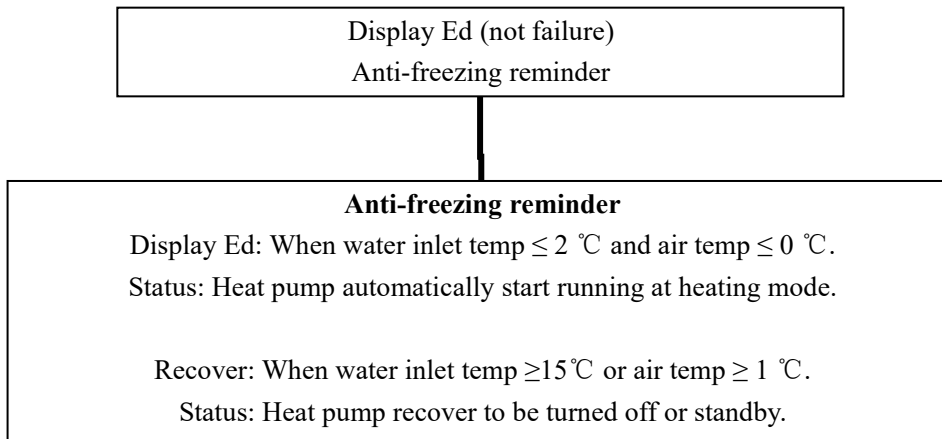 Display Ed (not failure)
Anti-freezing reminder
Anti-freezing reminder
Display Ed: When water inlet temp ≤ 2 ℃ and air temp ≤ 0 ℃.
Status: Heat pump automatically start running at heating mode.
Recover: When water inlet temp ≥15℃ or air temp ≥ 1 ℃.
Status: Heat pump recover to be turned off or standby.